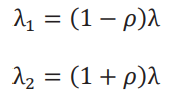 λ₁ = (1 − ρ)λ
λ₂ = (1 + ρ)λ